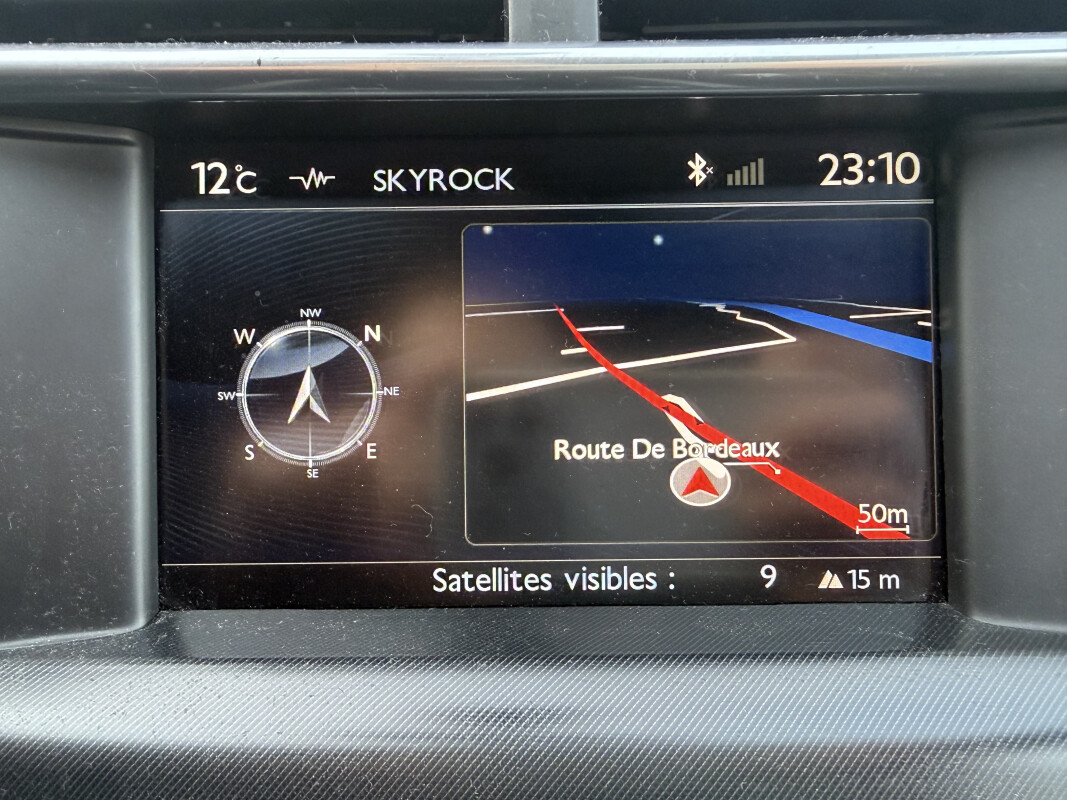 12°C SKYROCK 23:10
NW
W N
SW NE
S E
SE
Route De Bordeaux
50m
Satellites visibles : 9 15 m